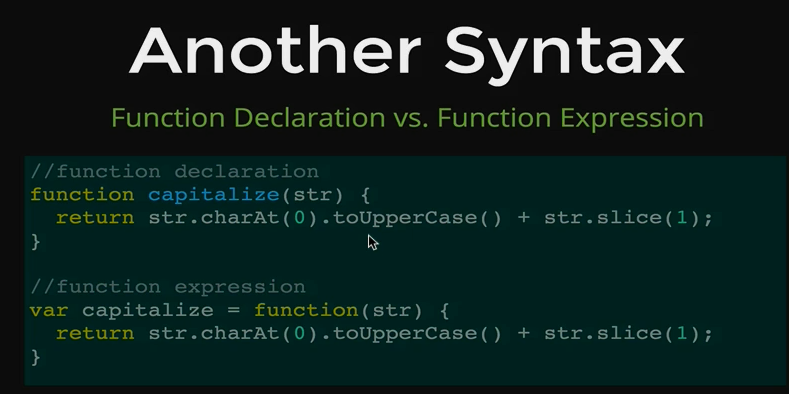 Another Syntax
Function Declaration vs. Function Expression
//function declaration
function capitalize(str) {
  return str.charAt(0).toUpperCase() + str.slice(1);
}
//function expression
var capitalize = function(str) {
  return str.charAt(0).toUpperCase() + str.slice(1);
}